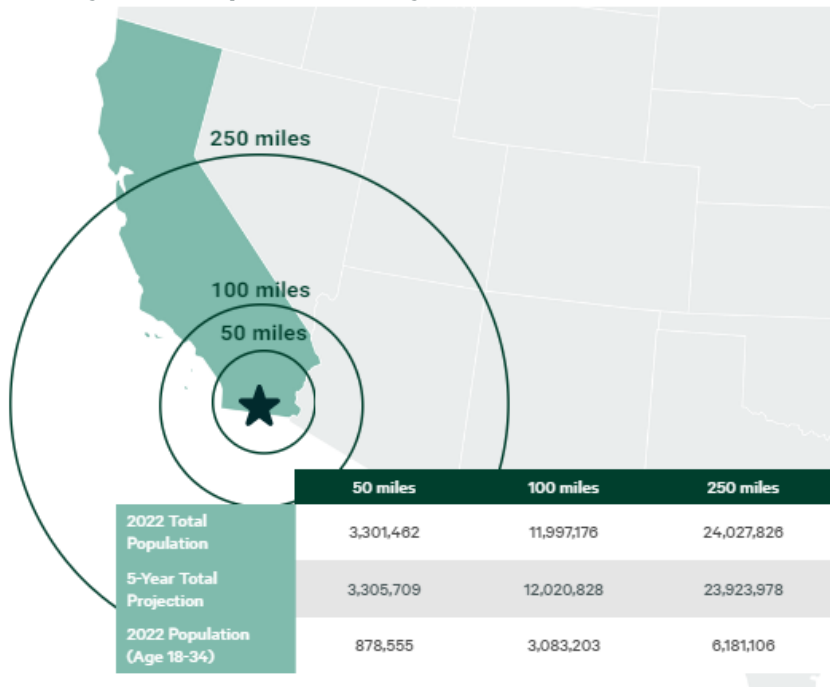 250 miles
100 miles
50 miles
50 miles 100 miles 250 miles
2022 Total
Population
3,301,462 11,997,176 24,027,826
5-Year Total
Projection
3,305,709 12,020,828 23,923,978
2022 Population
(Age 18-34)
878,555 3,083,203 6,181,106